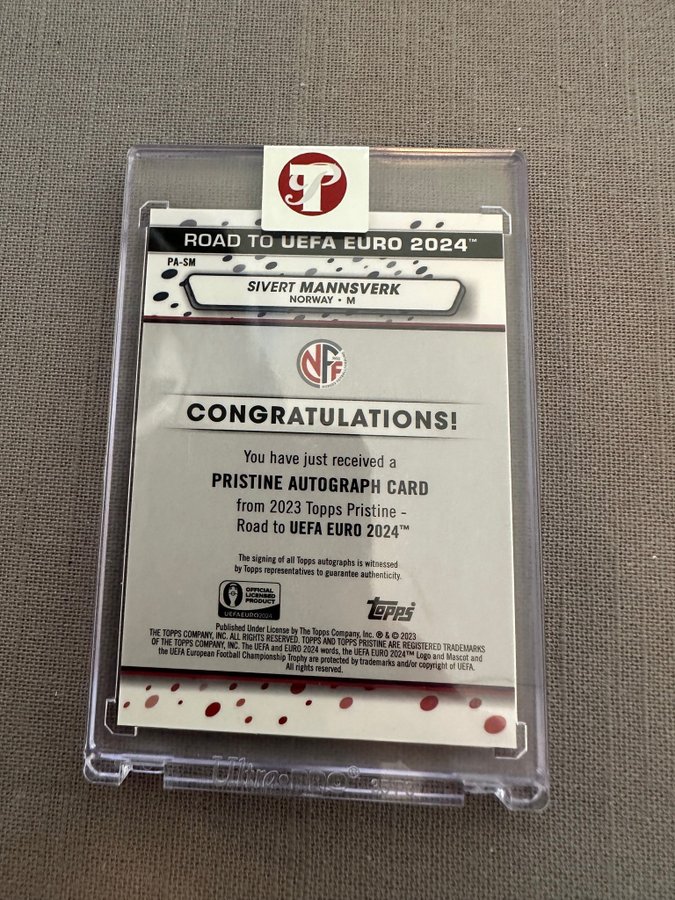 ROAD TO UEFA EURO 2024™
PA-SM
SIVERT MANNSVERK
NORWAY • M
NFF
CONGRATULATIONS!
You have just received a
PRISTINE AUTOGRAPH CARD
from 2023 Topps Pristine -
Road to UEFA EURO 2024™
The signing of all Topps autographs is witnessed
by Topps representatives to guarantee authenticity.
OFFICIAL
LICENSED
PRODUCT
UEFA EURO2024
topps
Published Under License by The Topps Company, Inc. ® & © 2023
THE TOPPS COMPANY, INC. ALL RIGHTS RESERVED. TOPPS AND TOPPS PRISTINE ARE REGISTERED TRADEMARKS
OF THE TOPPS COMPANY, INC. The UEFA and EURO 2024 words, the UEFA EURO 2024™ Logo and Mascot and
the UEFA European Football Championship Trophy are protected by trademarks and/or copyright of UEFA.
All rights reserved.
Ultra•PRO®